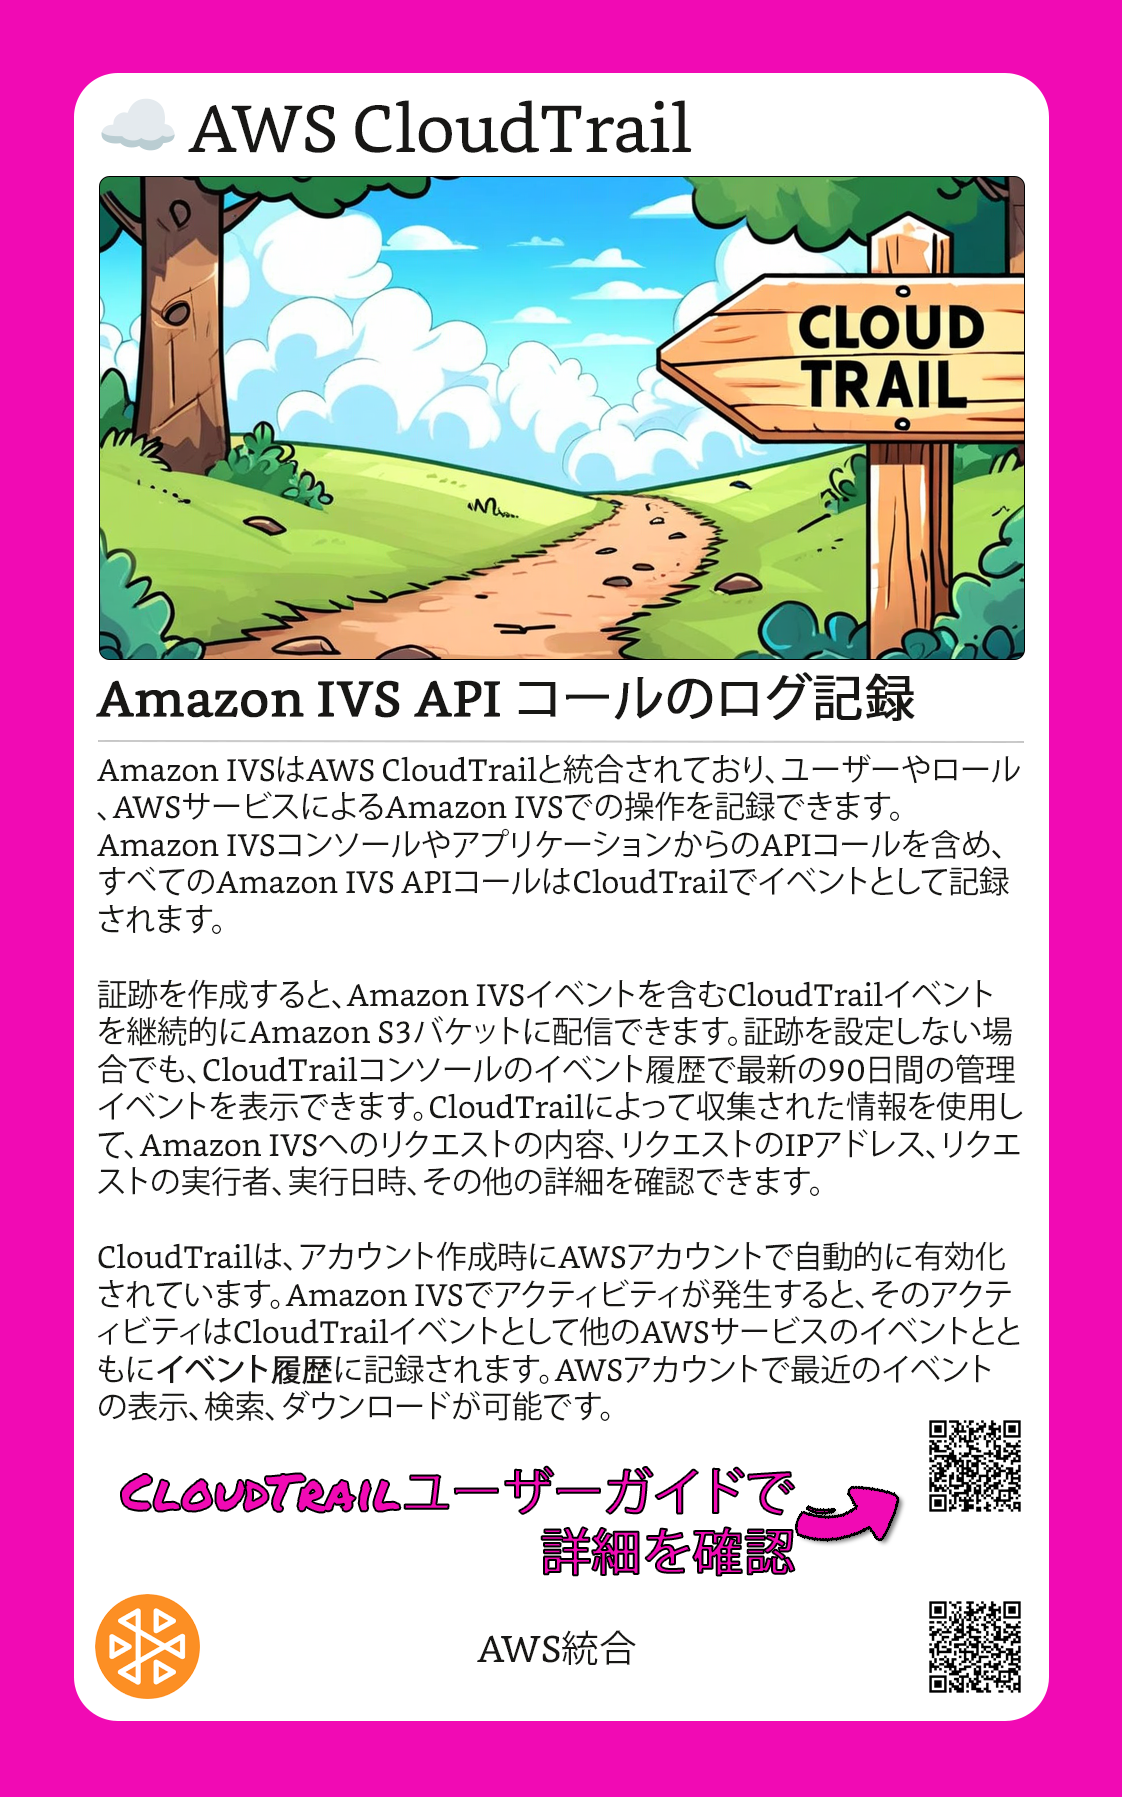 AWS CloudTrail
CLOUD
TRAIL
Amazon IVS API コールのログ記録
Amazon IVSはAWS CloudTrailと統合されており、ユーザーやロール
、AWSサービスによるAmazon IVSでの操作を記録できます。
Amazon IVSコンソールやアプリケーションからのAPIコールを含め、
すべてのAmazon IVS APIコールはCloudTrailでイベントとして記録
されます。
証跡を作成すると、Amazon IVSイベントを含むCloudTrailイベント
を継続的にAmazon S3バケットに配信できます。証跡を設定しない場
合でも、CloudTrailコンソールのイベント履歴で最新の90日間の管理
イベントを表示できます。CloudTrailによって収集された情報を使用し
て、Amazon IVSへのリクエストの内容、リクエストのIPアドレス、リクエ
ストの実行者、実行日時、その他の詳細を確認できます。
CloudTrailは、アカウント作成時にAWSアカウントで自動的に有効化
されています。Amazon IVSでアクティビティが発生すると、そのアクテ
ィビティはCloudTrailイベントとして他のAWSサービスのイベントとと
もにイベント履歴に記録されます。AWSアカウントで最近のイベント
の表示、検索、ダウンロードが可能です。
CloudTrailユーザーガイドで
詳細を確認
AWS統合